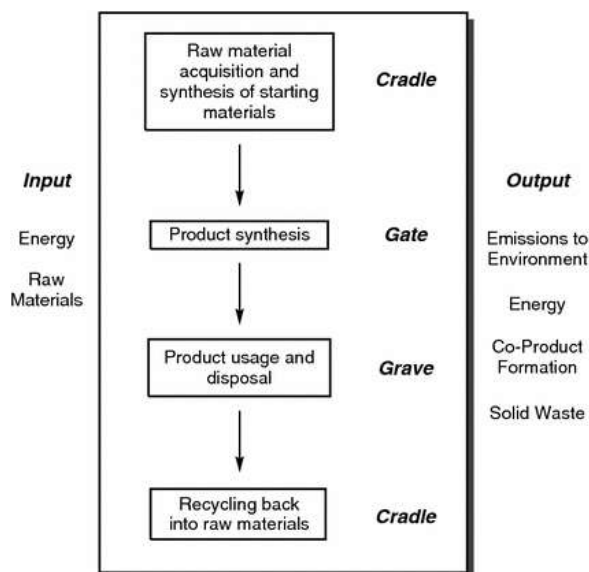 Raw material
acquisition and
synthesis of starting
materials
Cradle
Input
Energy
Raw
Materials
Product synthesis
Gate
Product usage and
disposal
Grave
Recycling back
into raw materials
Cradle
Output
Emissions to
Environment
Energy
Co-Product
Formation
Solid Waste